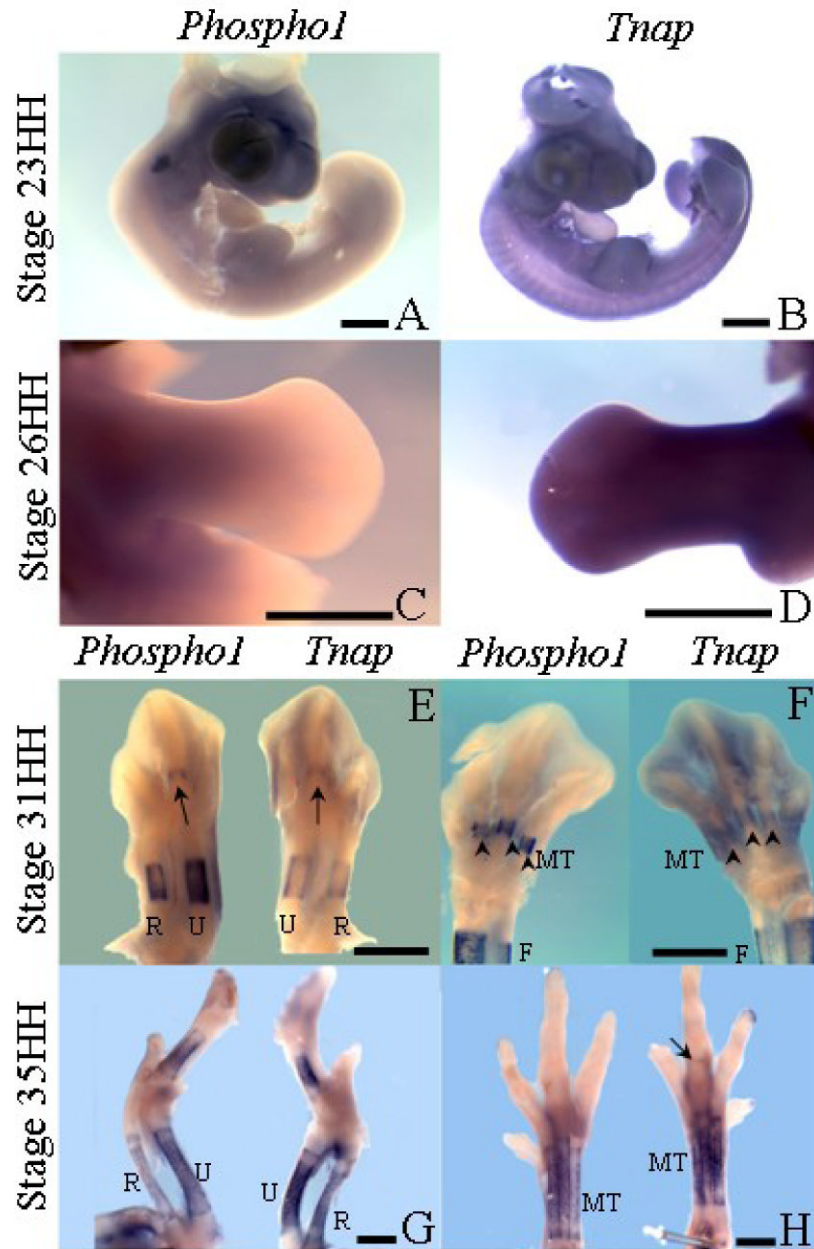 Phospho1 Tnap
Stage 23HH
A B
Stage 26HH
C D
Phospho1 Tnap Phospho1 Tnap
Stage 31HH
E F
MT MT
R U U R F F
Stage 35HH
R U U R MT MT
G H